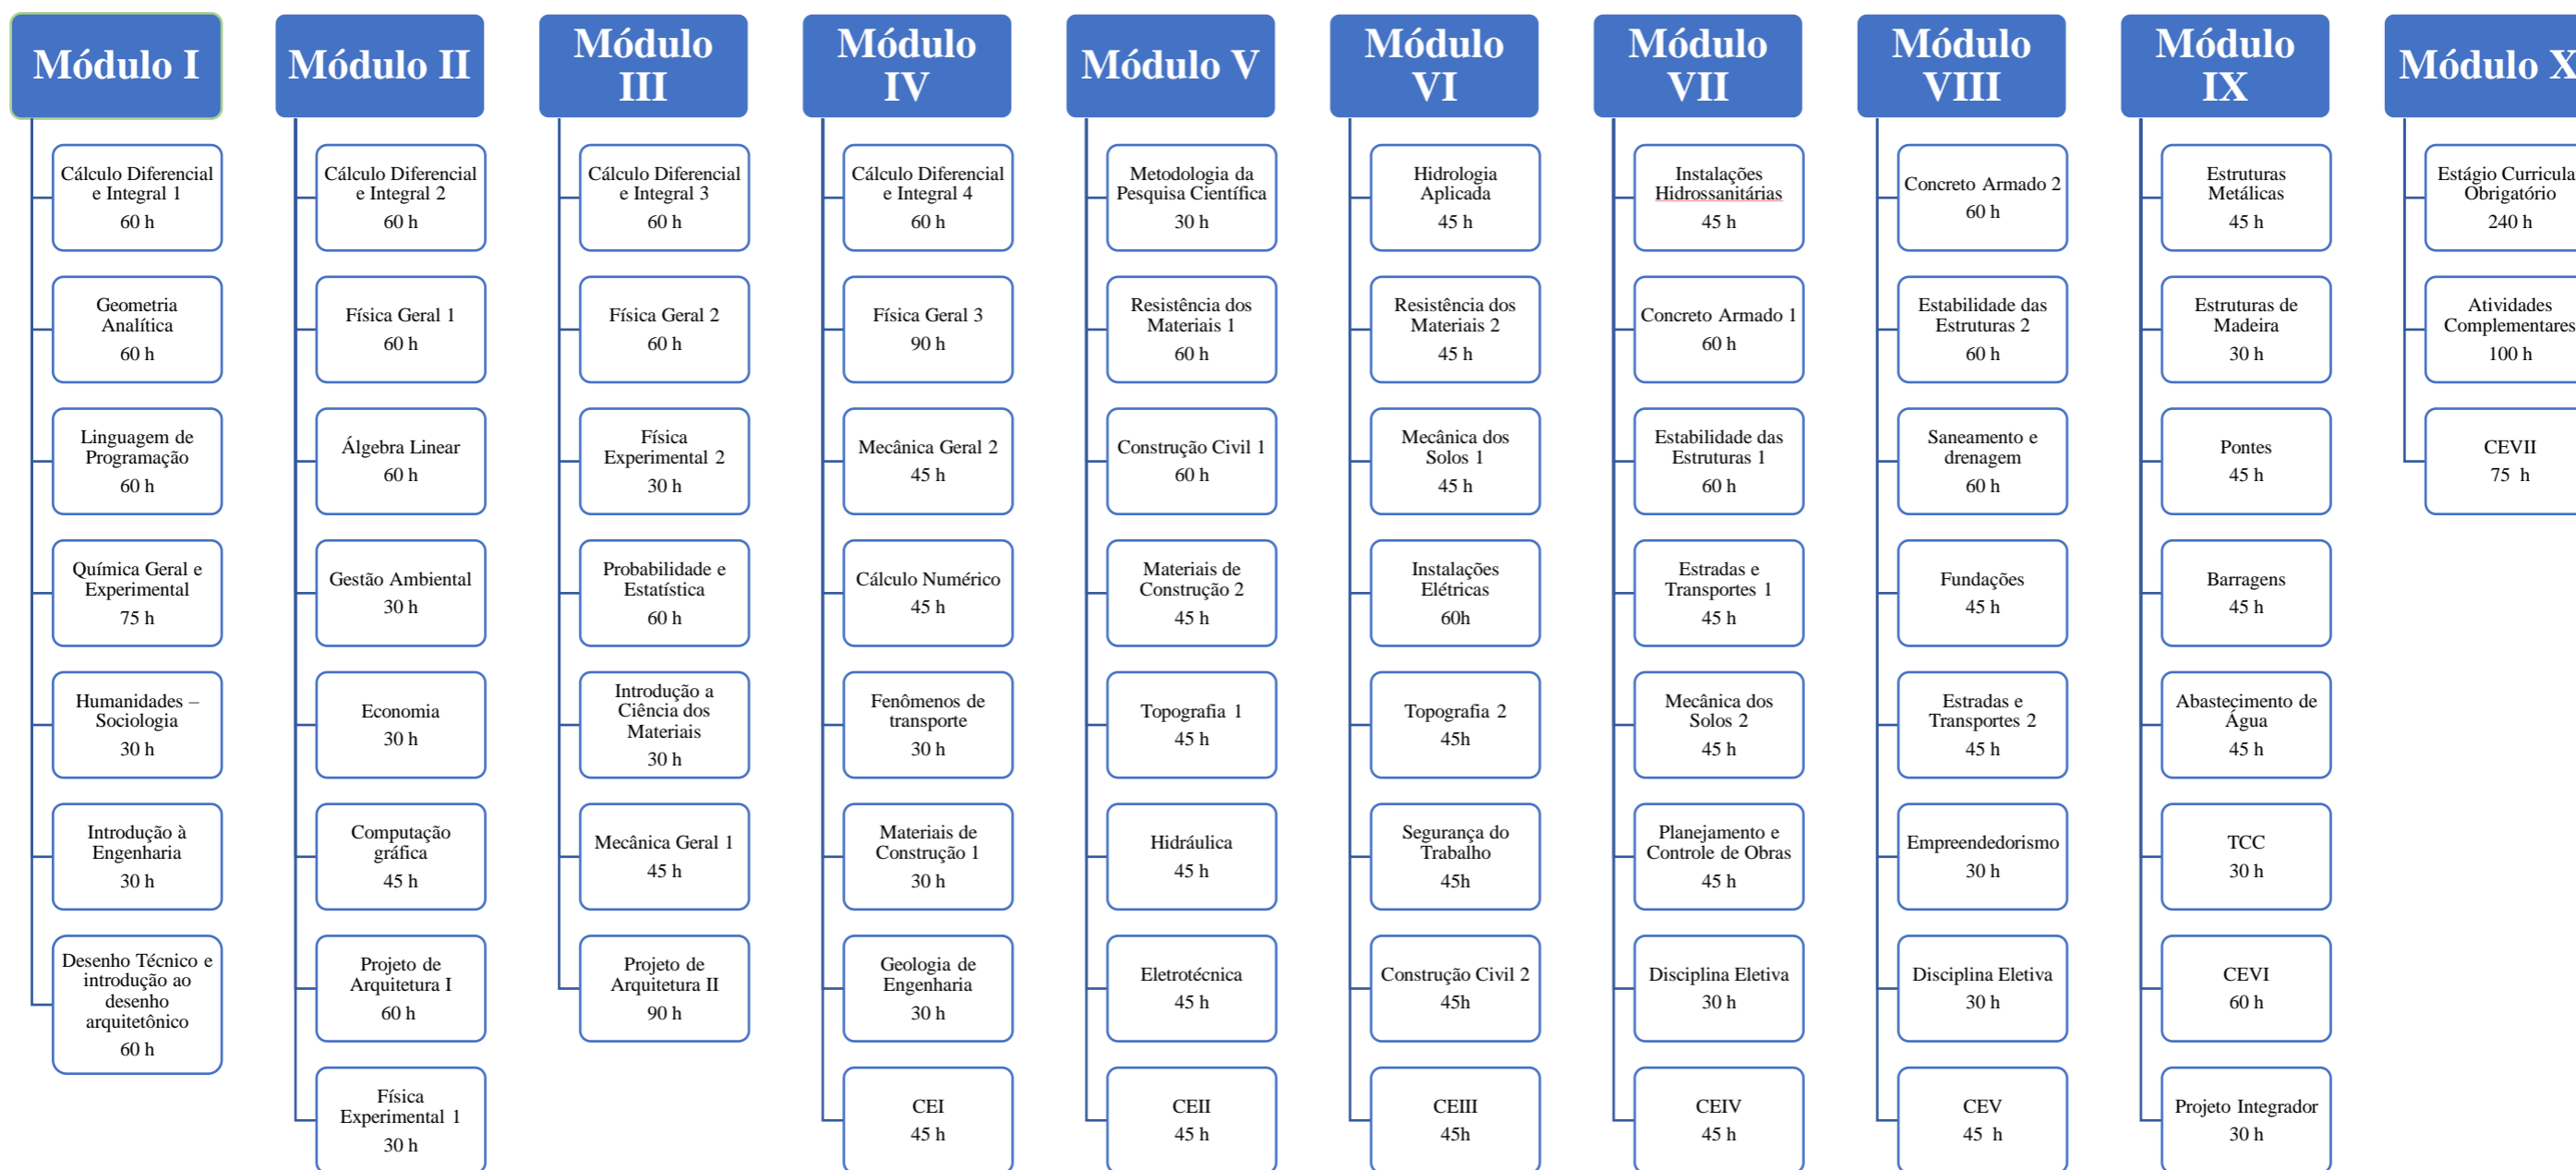 Módulo I
Cálculo Diferencial
e Integral 1
60 h
Geometria
Analítica
60 h
Linguagem de
Programação
60 h
Química Geral e
Experimental
75 h
Humanidades –
Sociologia
30 h
Introdução à
Engenharia
30 h
Desenho Técnico e
introdução ao
desenho
arquitetônico
60 h
Módulo II
Cálculo Diferencial
e Integral 2
60 h
Física Geral 1
60 h
Álgebra Linear
60 h
Gestão Ambiental
30 h
Economia
30 h
Computação
gráfica
45 h
Projeto de
Arquitetura I
60 h
Física
Experimental 1
30 h
Módulo
III
Cálculo Diferencial
e Integral 3
60 h
Física Geral 2
60 h
Física
Experimental 2
30 h
Probabilidade e
Estatística
60 h
Introdução a
Ciência dos
Materiais
30 h
Mecânica Geral 1
45 h
Projeto de
Arquitetura II
90 h
Módulo
IV
Cálculo Diferencial
e Integral 4
60 h
Física Geral 3
90 h
Mecânica Geral 2
45 h
Cálculo Numérico
45 h
Fenômenos de
transporte
30 h
Materiais de
Construção 1
30 h
Geologia de
Engenharia
30 h
CEI
45 h
Módulo V
Metodologia da
Pesquisa Científica
30 h
Resistência dos
Materiais 1
60 h
Construção Civil 1
60 h
Materiais de
Construção 2
45 h
Topografia 1
45 h
Hidráulica
45 h
Eletrotécnica
45 h
CEII
45 h
Módulo
VI
Hidrologia
Aplicada
45 h
Resistência dos
Materiais 2
45 h
Mecânica dos
Solos 1
45 h
Instalações
Elétricas
60h
Topografia 2
45h
Segurança do
Trabalho
45h
Construção Civil 2
45h
CEIII
45h
Módulo
VII
Instalações
Hidrossanitárias
45 h
Concreto Armado 1
60 h
Estabilidade das
Estruturas 1
60 h
Estradas e
Transportes 1
45 h
Mecânica dos
Solos 2
45 h
Planejamento e
Controle de Obras
45 h
Disciplina Eletiva
30 h
CEIV
45 h
Módulo
VIII
Concreto Armado 2
60 h
Estabilidade das
Estruturas 2
60 h
Saneamento e
drenagem
60 h
Fundações
45 h
Estradas e
Transportes 2
45 h
Empreendedorismo
30 h
Disciplina Eletiva
30 h
CEV
45 h
Módulo
IX
Estruturas
Metálicas
45 h
Estruturas de
Madeira
30 h
Pontes
45 h
Barragens
45 h
Abastecimento de
Água
45 h
TCC
30 h
CEVI
60 h
Projeto Integrador
30 h
Módulo X
Estágio Curricula
Obrigatório
240 h
Atividades
Complementares
100 h
CEVII
75 h